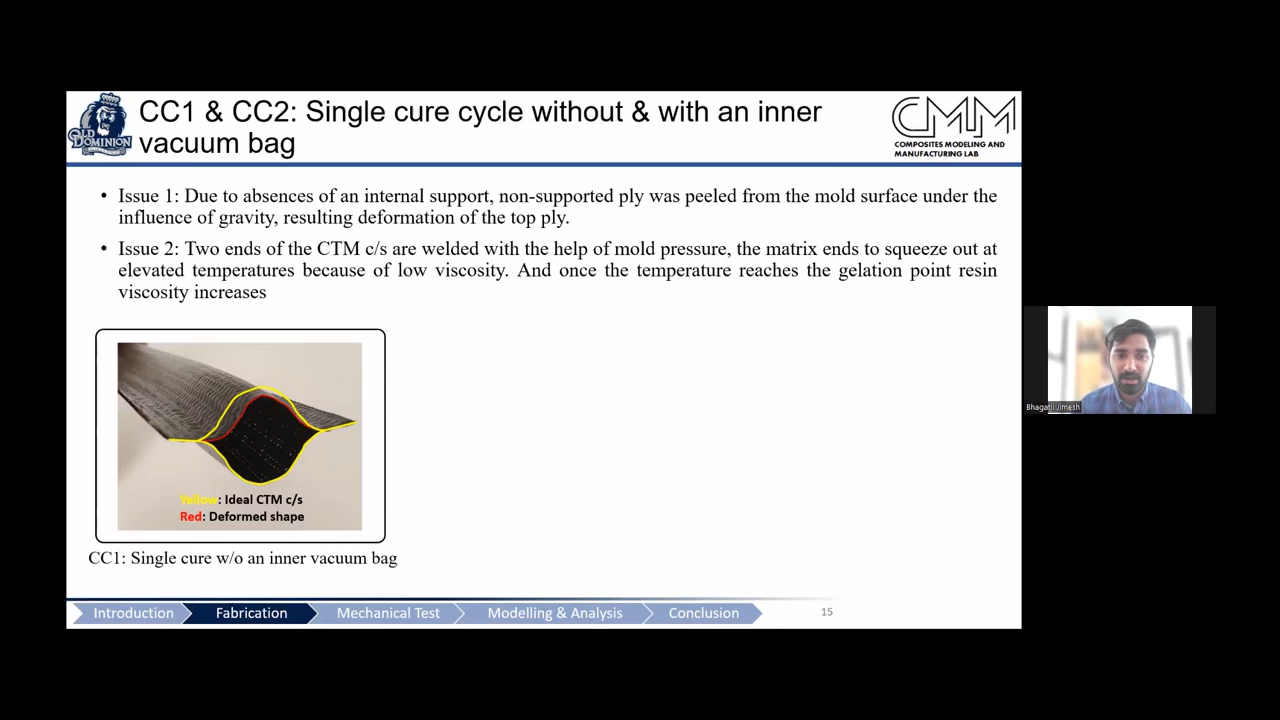 CC1 & CC2: Single cure cycle without & with an inner
vacuum bag
OLD
DOMINION
CMM
COMPOSITES MODELING AND
MANUFACTURING LAB
• Issue 1: Due to absences of an internal support, non-supported ply was peeled from the mold surface under the
influence of gravity, resulting deformation of the top ply.
• Issue 2: Two ends of the CTM c/s are welded with the help of mold pressure, the matrix ends to squeeze out at
elevated temperatures because of low viscosity. And once the temperature reaches the gelation point resin
viscosity increases
Yellow: Ideal CTM c/s
Red: Deformed shape
CC1: Single cure w/o an inner vacuum bag
Bhagatji Jimesh
Introduction
Fabrication
Mechanical Test
Modelling & Analysis
Conclusion
15